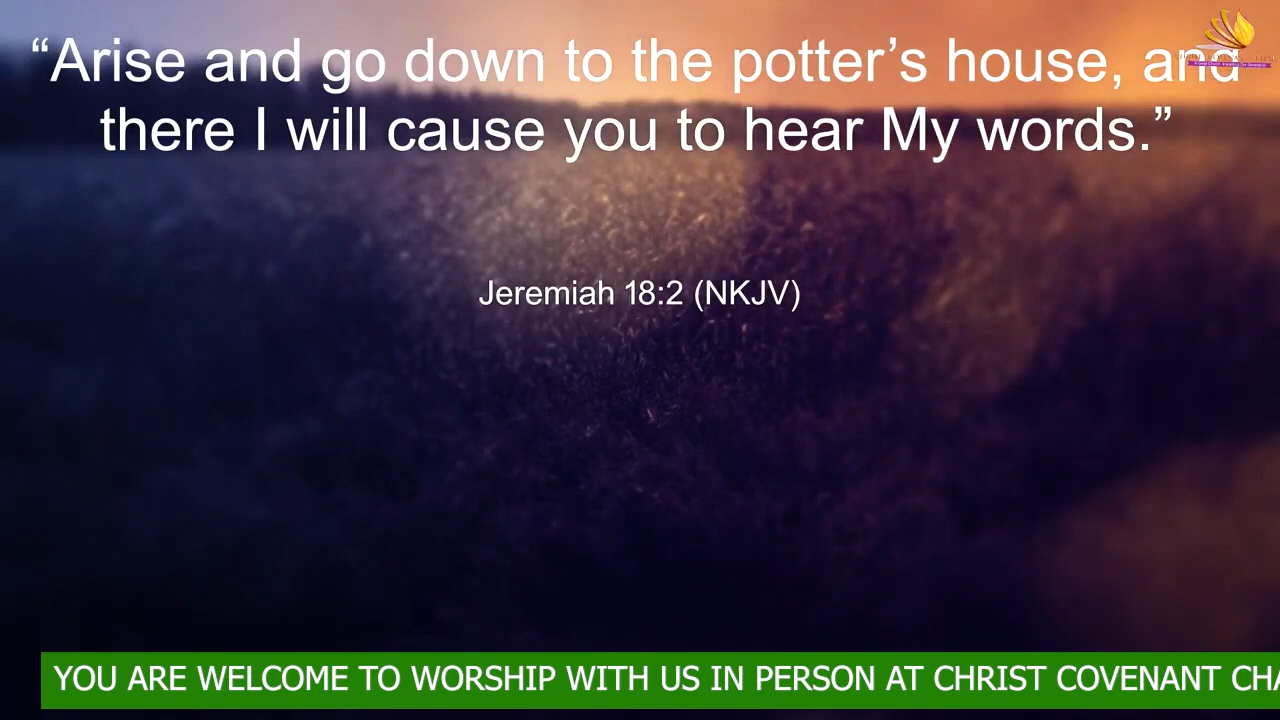 “Arise and go down to the potter’s house, and
there I will cause you to hear My words.”
Jeremiah 18:2 (NKJV)
YOU ARE WELCOME TO WORSHIP WITH US IN PERSON AT CHRIST COVENANT CHA